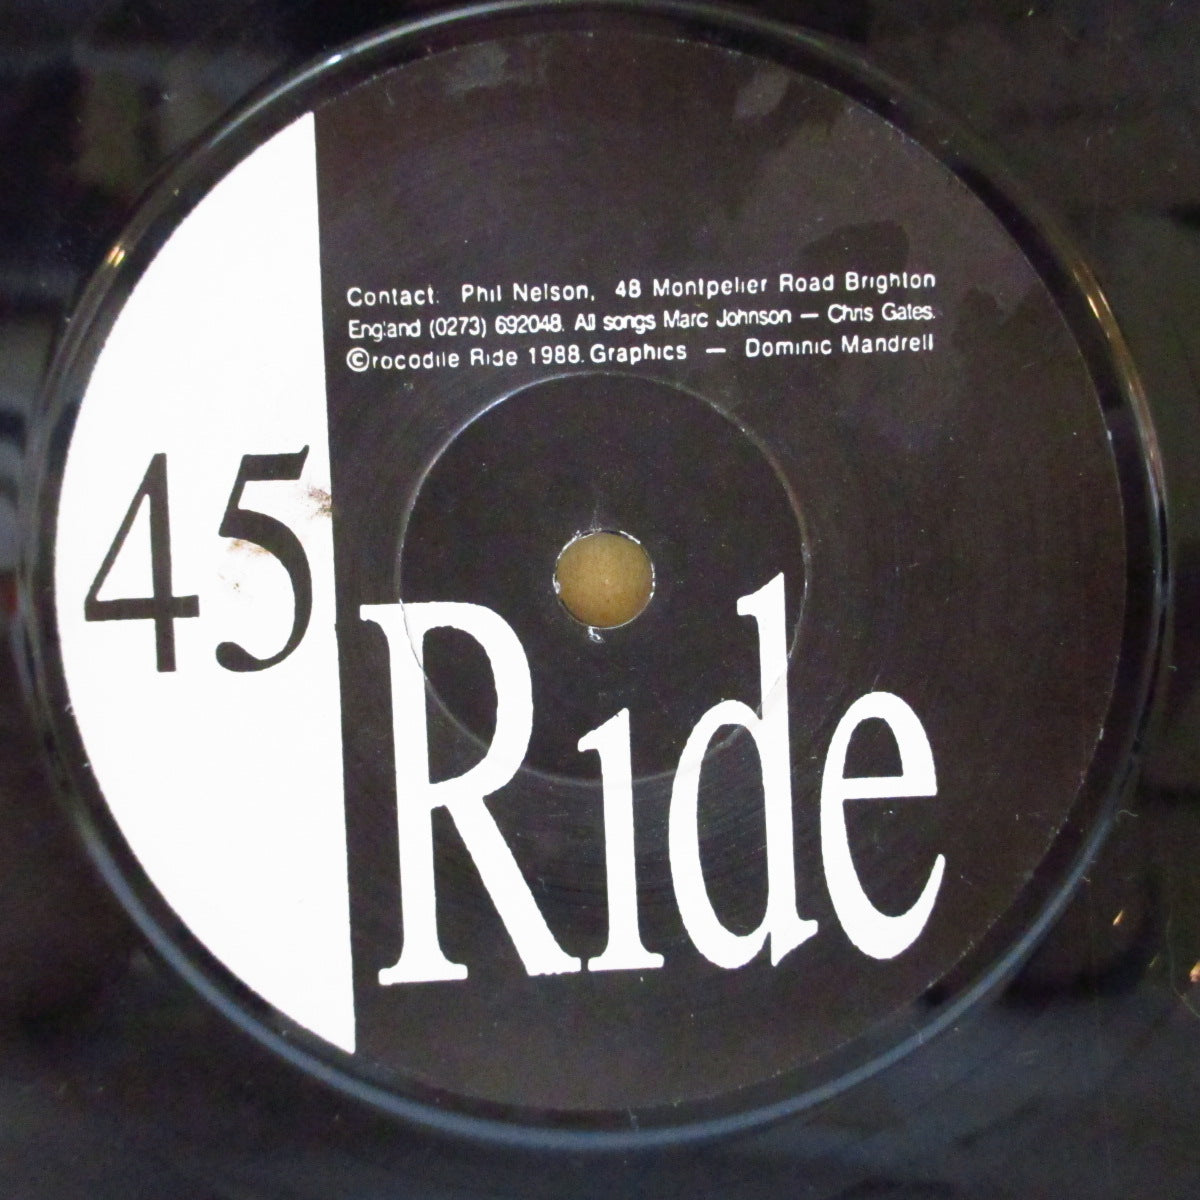 Contact: Phil Nelson, 48 Montpelier Road Brighton
England (0273) 692048. All songs Marc Johnson — Chris Gates.
©rocodile Ride 1988. Graphics — Dominic Mandrell
45
Ride